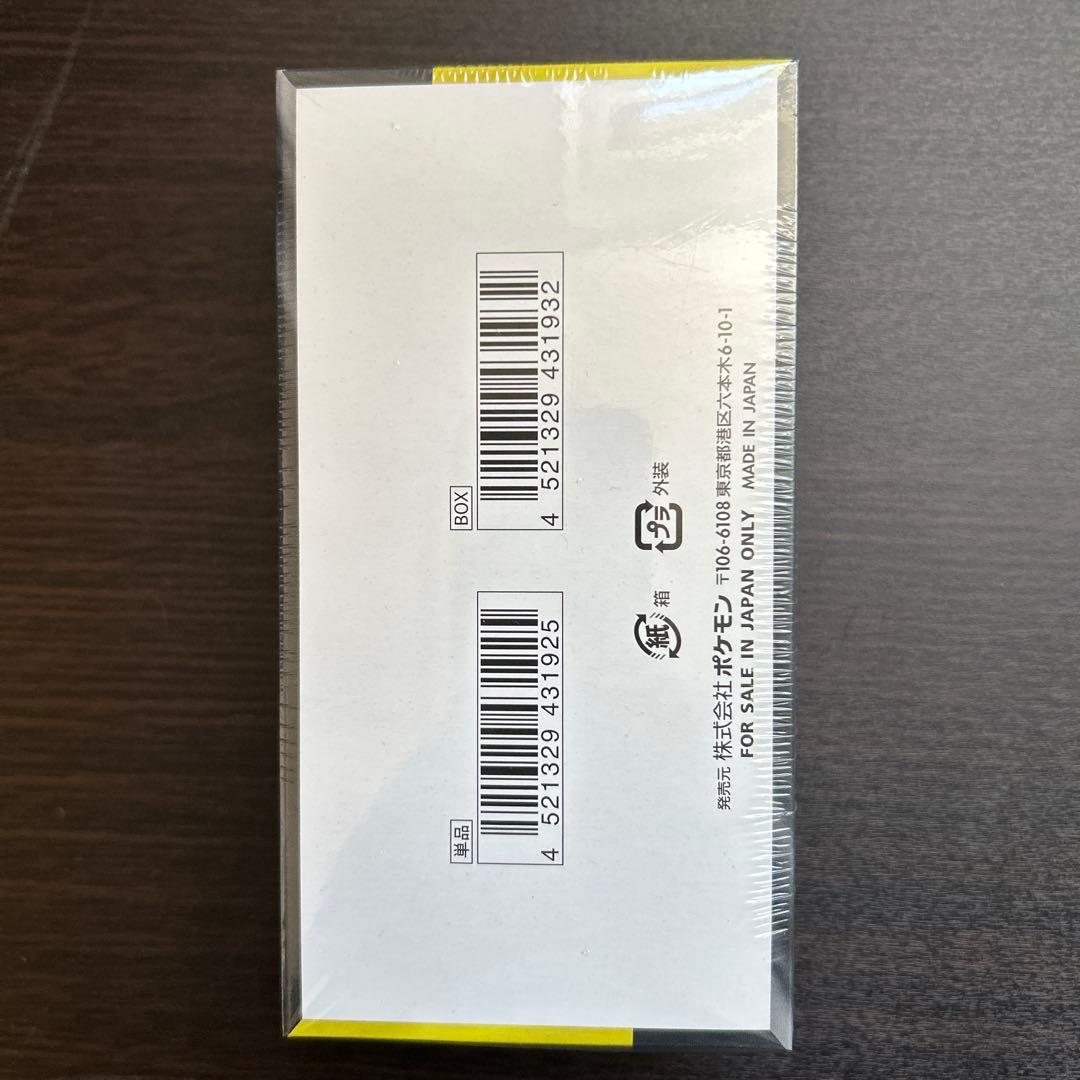 単品
4 521329 431925
BOX
4 521329 431932
紙 箱
プラ 外装
発売元 株式会社ポケモン 〒106-6108 東京都港区六本木6-10-1
FOR SALE IN JAPAN ONLY MADE IN JAPAN